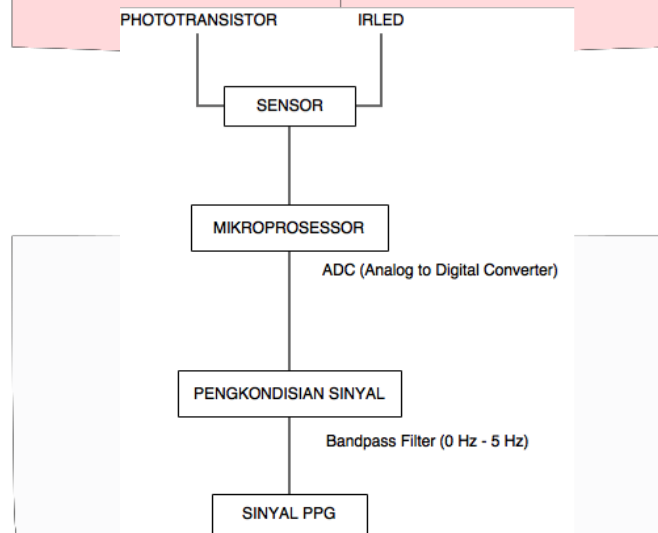 PHOTOTRANSISTOR IRLED
SENSOR
MIKROPROSESSOR
ADC (Analog to Digital Converter)
PENGKONDISIAN SINYAL
Bandpass Filter (0 Hz - 5 Hz)
SINYAL PPG